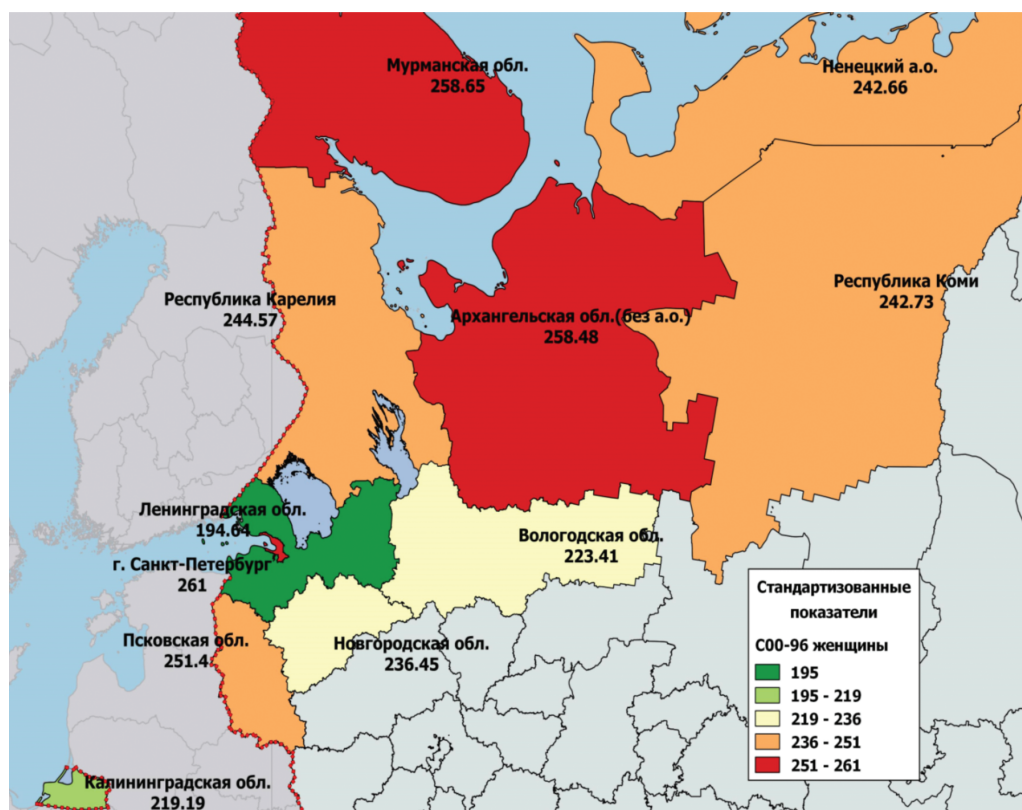 Мурманская обл.
258.65
Ненецкий а.о.
242.66
Республика Карелия
244.57
Республика Коми
242.73
Архангельская обл.(без а.о.)
258.48
Ленинградская обл.
194.64
Вологодская обл.
223.41
г. Санкт-Петербург
261
Псковская обл.
251.4
Новгородская обл.
236.45
Калининградская обл.
219.19
Стандартизованные
показатели
C00-96 женщины
195
195 - 219
219 - 236
236 - 251
251 - 261